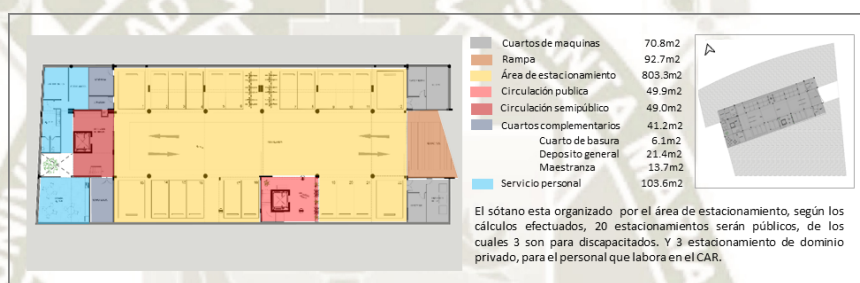 Cuartos de maquinas 70.8m2
Rampa 92.7m2
Área de estacionamiento 803.3m2
Circulación publica 49.9m2
Circulación semipúblico 49.0m2
Cuartos complementarios 41.2m2
Cuarto de basura 6.1m2
Deposito general 21.4m2
Maestranza 13.7m2
Servicio personal 103.6m2
El sótano esta organizado por el área de estacionamiento, según los
cálculos efectuados, 20 estacionamientos serán públicos, de los
cuales 3 son para discapacitados. Y 3 estacionamiento de dominio
privado, para el personal que labora en el CAR.